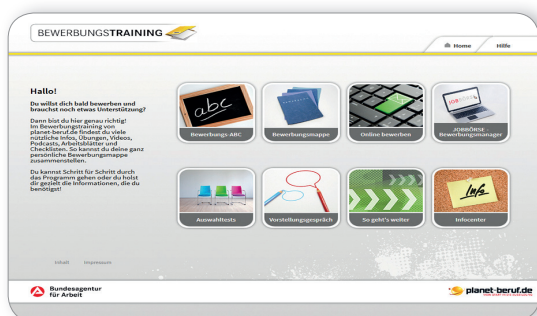 BEWERBUNGSTRAINING
Home
Hilfe
Hallo!
Du willst dich bald bewerben und
brauchst noch etwas Unterstützung?
Dann bist du hier genau richtig!
Im Bewerbungstraining von
planet-beruf.de findest du viele
nützliche Infos, Übungen, Videos,
Podcasts, Arbeitsblätter und
Checklisten. So kannst du deine ganz
persönliche Bewerbungsmappe
zusammenstellen.
Du kannst Schritt für Schritt durch
das Programm gehen oder du holst
dir gezielt die Informationen, die du
benötigst!
abc
Bewerbungs-ABC
Bewerbungsmappe
Online bewerben
JOBBÖRSE -
Bewerbungsmanager
Auswahltests
Vorstellungsgespräch
So geht's weiter
Info
Infocenter
Inhalt
Impressum
Bundesagentur
für Arbeit
planet-beruf.de